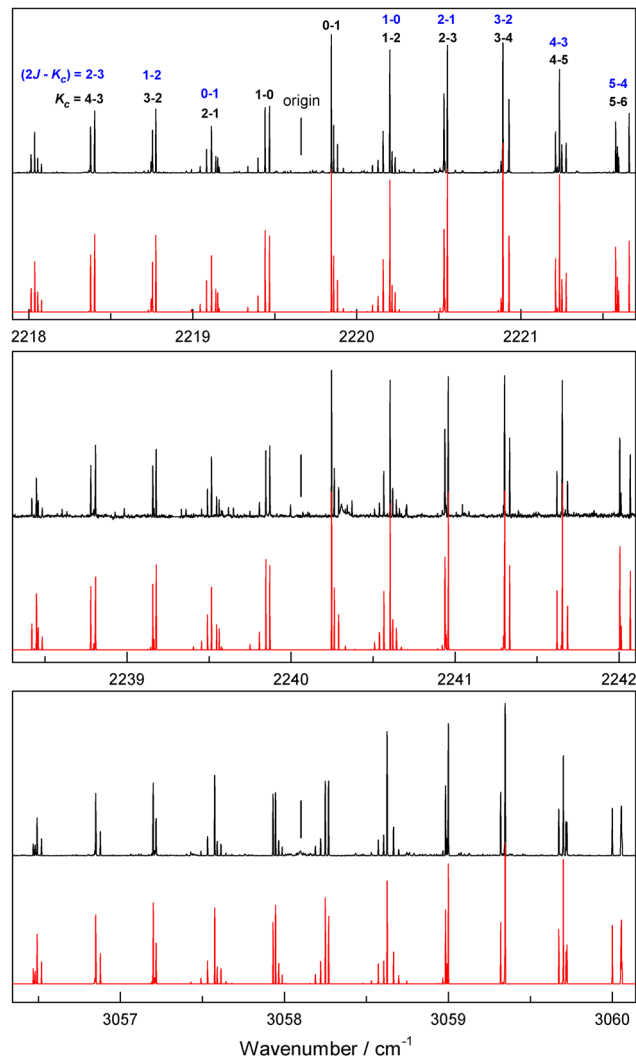 0-1 1-0 2-1 3-2
1-2 2-3 3-4 4-3
4-5
(2J - Kc) = 2-3 1-2 0-1 5-4
Kc = 4-3 3-2 2-1 1-0 origin 5-6
2218 2219 2220 2221
2239 2240 2241 2242
3057 3058 3059 3060
Wavenumber / cm-1